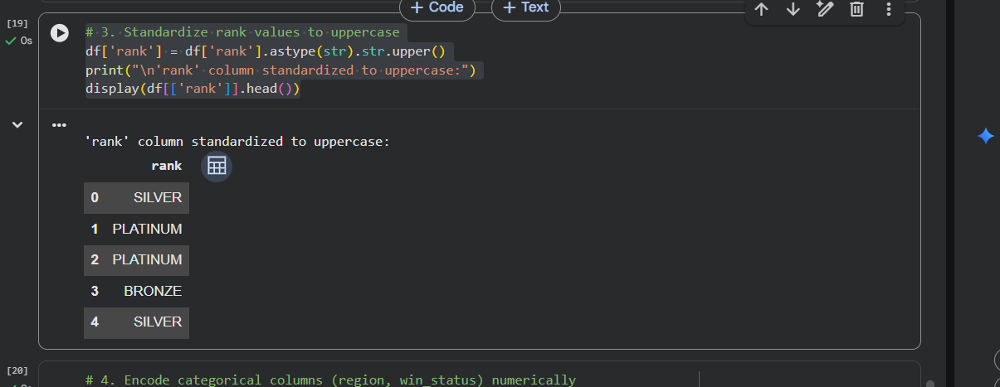 + Code + Text
[19]
0s
# 3. Standardize rank values to uppercase
df['rank'] = df['rank'].astype(str).str.upper()
print("\n'rank' column standardized to uppercase:")
display(df[['rank']].head())
'rank' column standardized to uppercase:
rank
0 SILVER
1 PLATINUM
2 PLATINUM
3 BRONZE
4 SILVER
[20]
# 4. Encode categorical columns (region, win_status) numerically